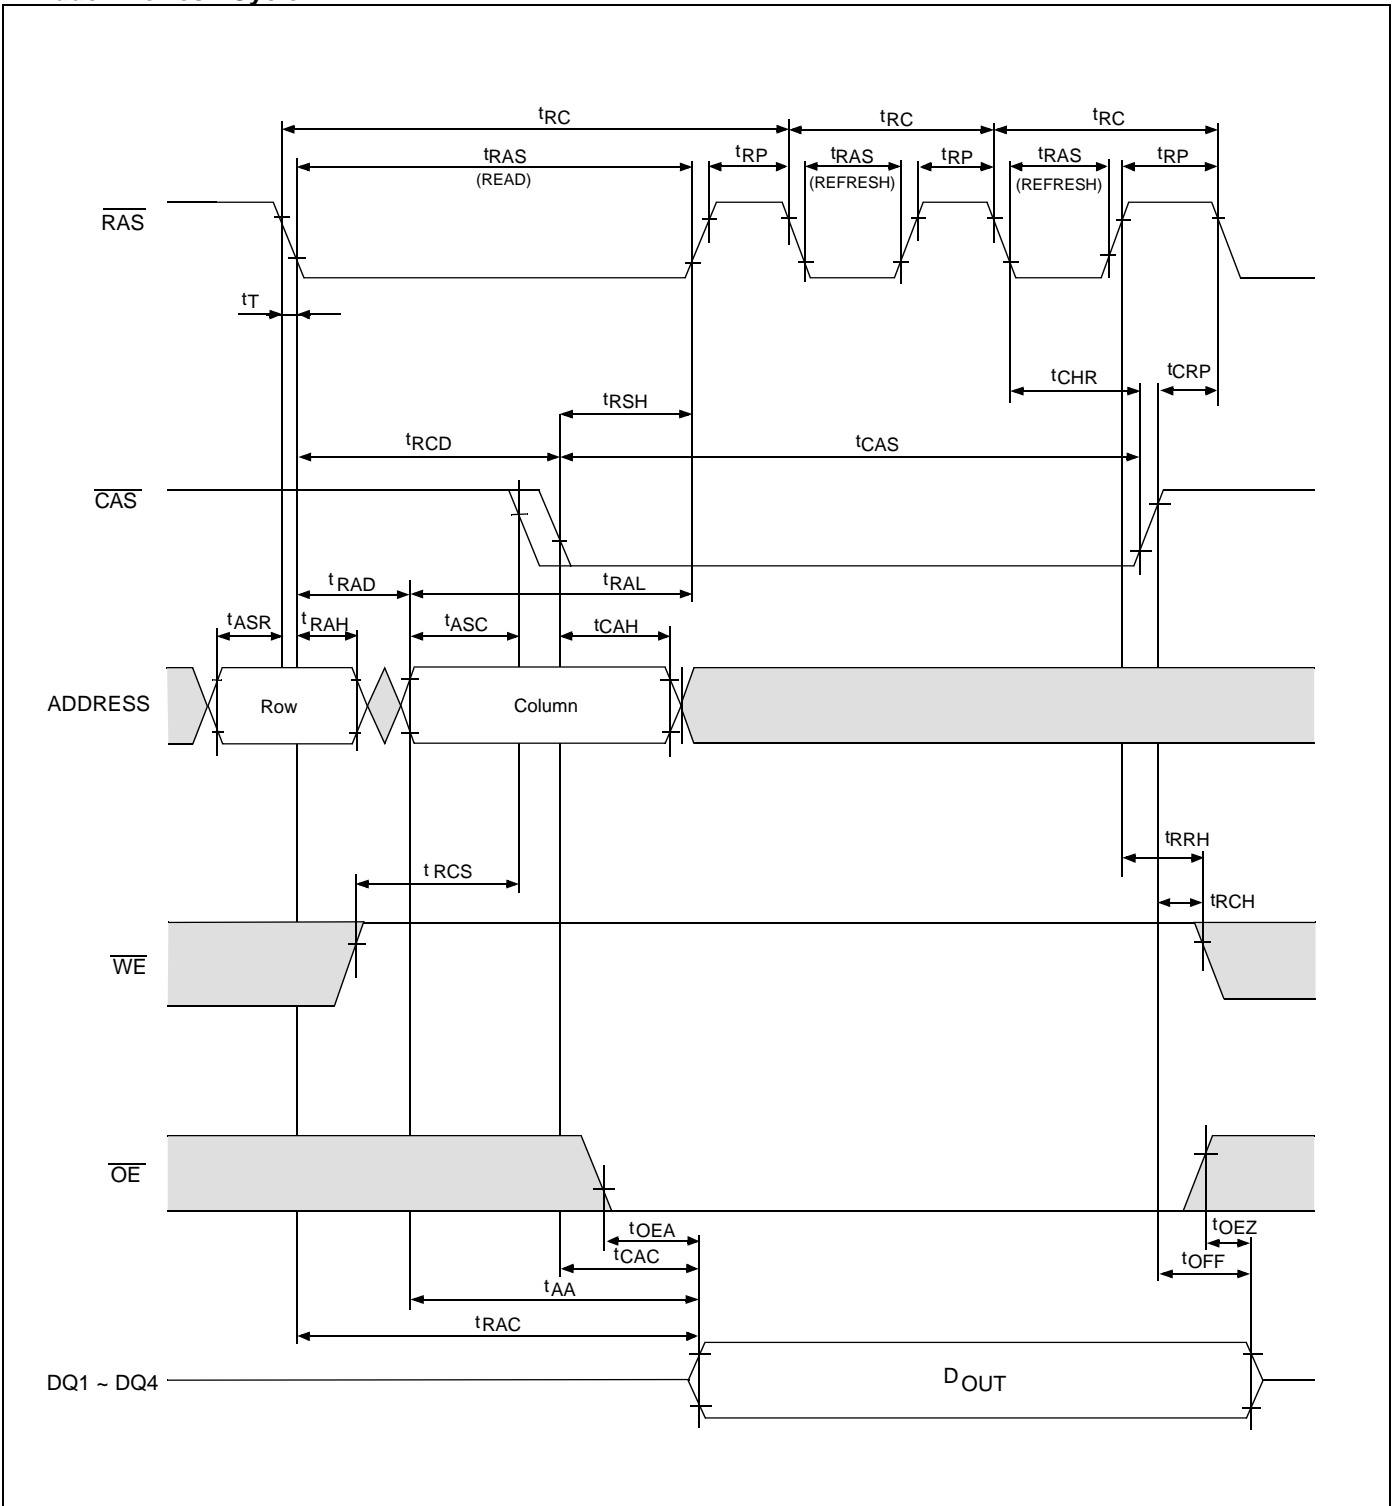 tRC tRC tRC
tRAS tRP tRAS tRP tRAS tRP
(READ) (REFRESH) (REFRESH)
RAS
tT
tCHR tCRP
tRSH
tRCD tCAS
CAS
tRAD tRAL
tASR tRAH tASC tCAH
ADDRESS Row Column
tRRH
tRCS
tRCH
WE
OE
tOEA tOEZ
tCAC tOFF
tAA
tRAC
DQ1 ~ DQ4 DOUT